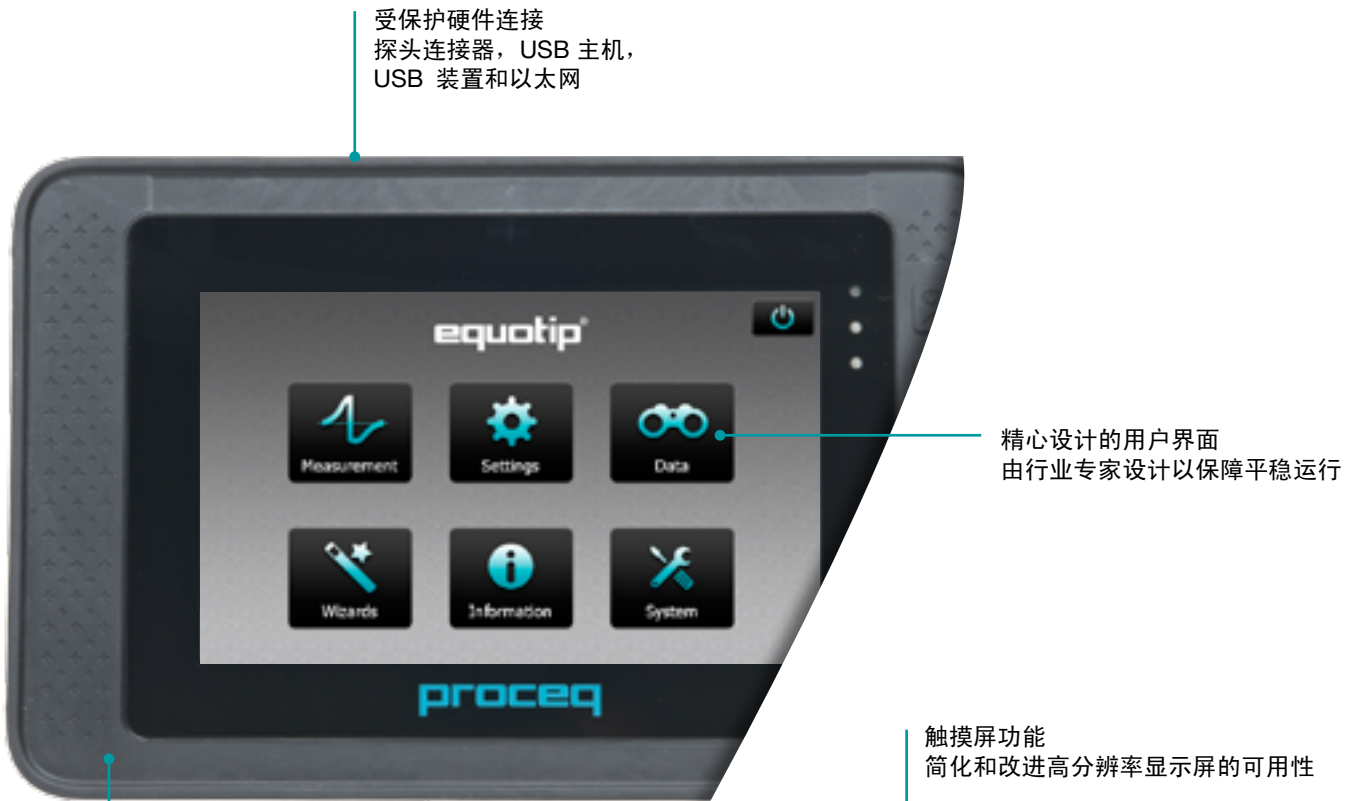 受保护硬件连接
探头连接器，USB 主机，
USB 装置和以太网
equotip®
Measurement
Settings
Data
精心设计的用户界面
由行业专家设计以保障平稳运行
Wizards
Information
System
proceq
触摸屏功能
简化和改进高分辨率显示屏的可用性